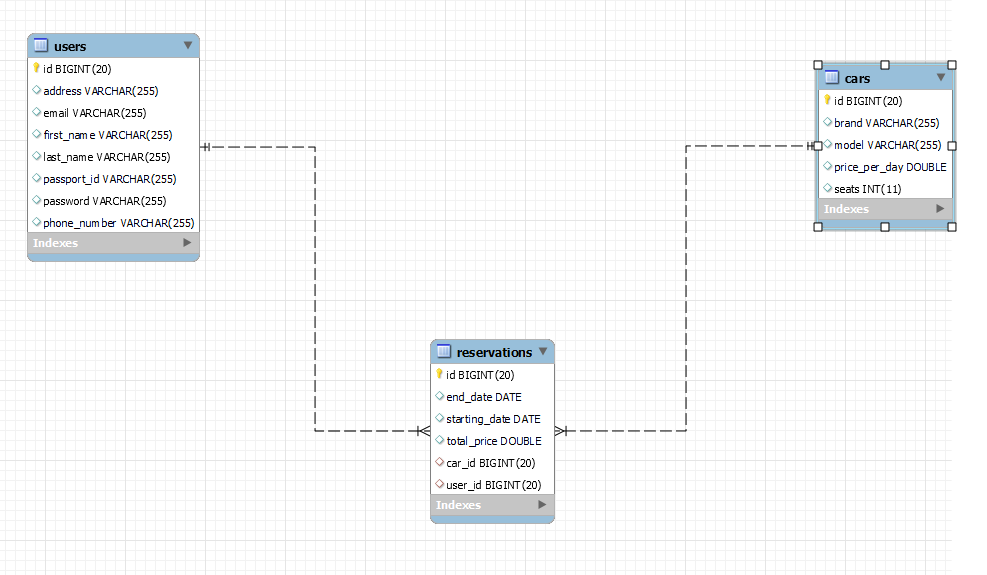 users
id BIGINT(20)
address VARCHAR(255)
email VARCHAR(255)
first_name VARCHAR(255)
last_name VARCHAR(255)
passport_id VARCHAR(255)
password VARCHAR(255)
phone_number VARCHAR(255)
Indexes
cars
id BIGINT(20)
brand VARCHAR(255)
model VARCHAR(255)
price_per_day DOUBLE
seats INT(11)
Indexes
reservations
id BIGINT(20)
end_date DATE
starting_date DATE
total_price DOUBLE
car_id BIGINT(20)
user_id BIGINT(20)
Indexes